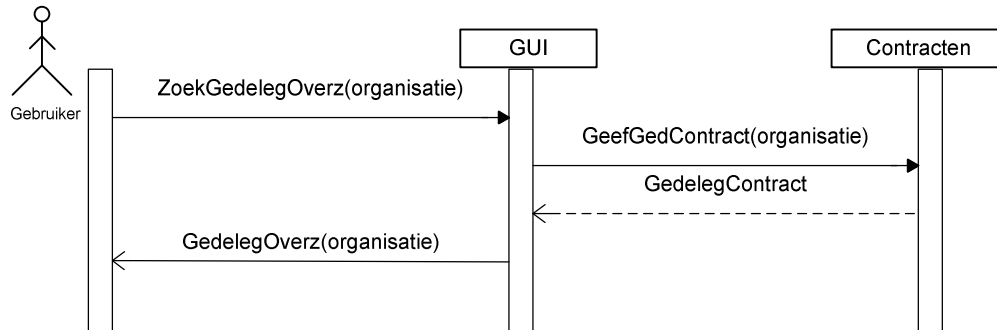 GUI
Contracten
Gebruiker
ZoekGedelegOverz(organisatie)
GeefGedContract(organisatie)
GedelegContract
GedelegOverz(organisatie)